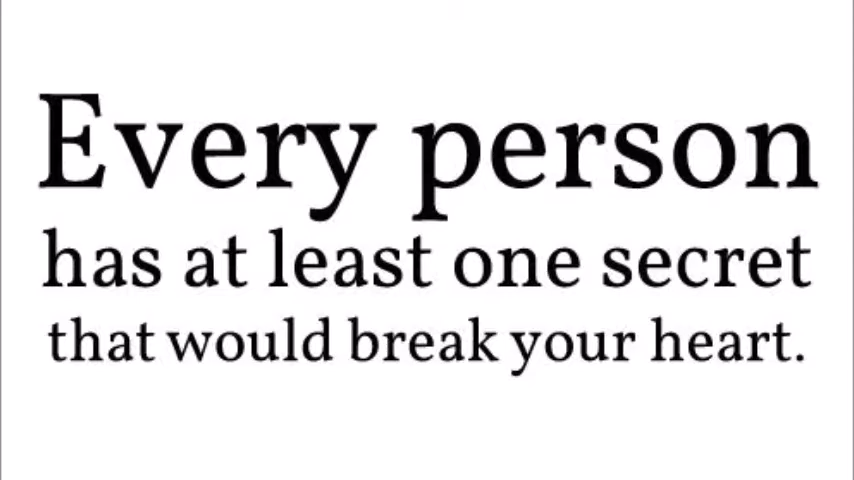 Every person
has at least one secret
that would break your heart.